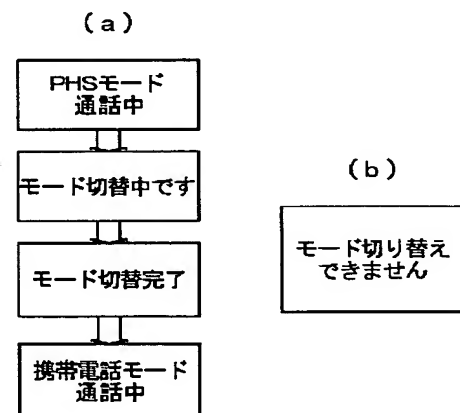 (a)
PHSモード
通話中
モード切替中です
モード切替完了
携帯電話モード
通話中
(b)
モード切り替え
できません